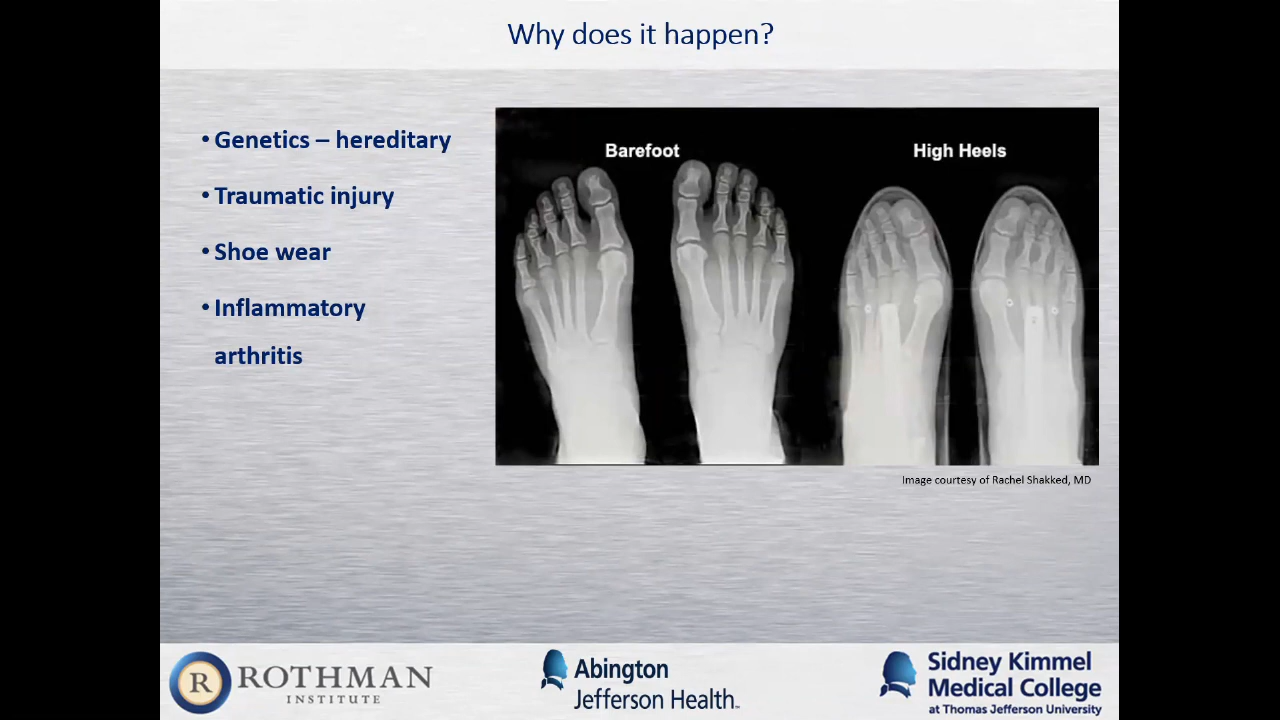 Why does it happen?
• Genetics – hereditary
• Traumatic injury
• Shoe wear
• Inflammatory
arthritis
Barefoot
High Heels
Image courtesy of Rachel Shakked, MD
R ROTHMAN
INSTITUTE
Abington
Jefferson Health™
Sidney Kimmel
Medical College
at Thomas Jefferson University